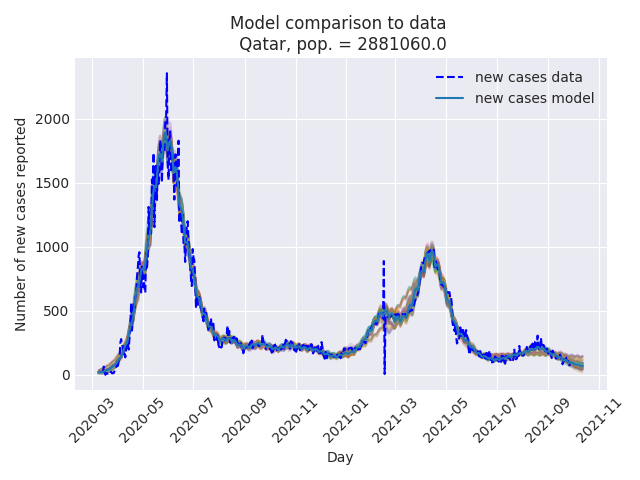 Model comparison to data
Qatar, pop. = 2881060.0
new cases data
new cases model
Number of new cases reported
2000
1500
1000
500
0
2020-03
2020-05
2020-07
2020-09
2020-11
2021-01
2021-03
2021-05
2021-07
2021-09
2021-11
Day